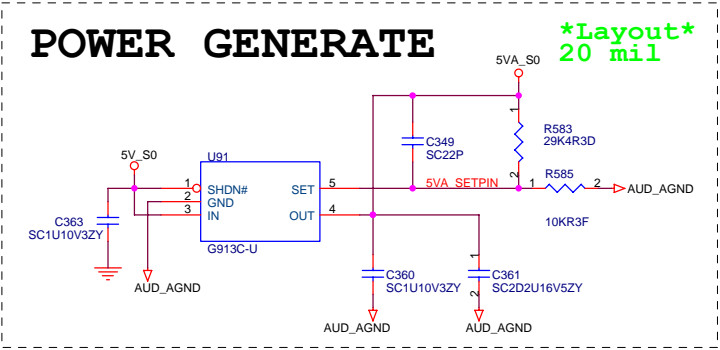 POWER GENERATE
*Layout*
20 mil
5VA_S0
1
R583
29K4R3D
2
C349
SC22P
5V_S0
U91
1
SHDN#
SET
5
5VA_SETPIN
1
R585
2
AUD_AGND
2
GND
3
IN
OUT
4
10KR3F
C363
SC1U10V3ZY
G913C-U
AUD_AGND
C360
SC1U10V3ZY
1
C361
SC2D2U16V5ZY
2
AUD_AGND
AUD_AGND